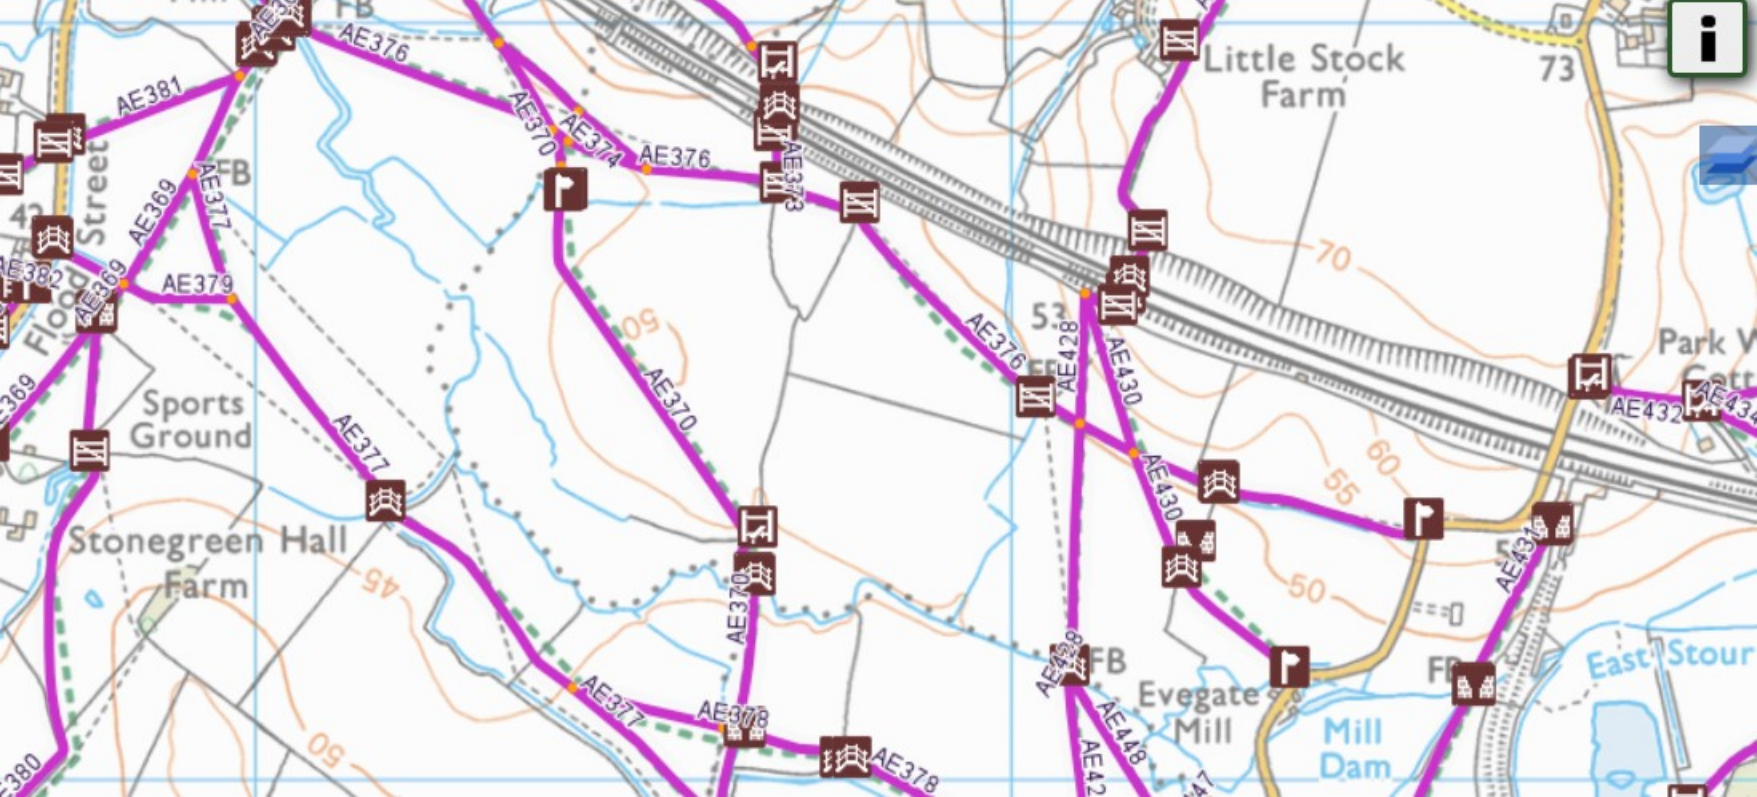 FB
AE376
i
Little Stock
Farm
73
AE381
AE370
AE374
AE376
AE373
Street
42
FB
AE369
AE377
AE382
AE369
AE379
Flood
70
50
53
AE428
AE376
AE430
Park
AE432
AE434
Sports
Ground
AE370
AE377
60
55
AE430
Stonegreen Hall
Farm
45
AE431
50
AE370
AE428
FB
East Stour
FB
Evegate
Mill
Mill
Dam
AE377
AE378
AE448
50
AE378